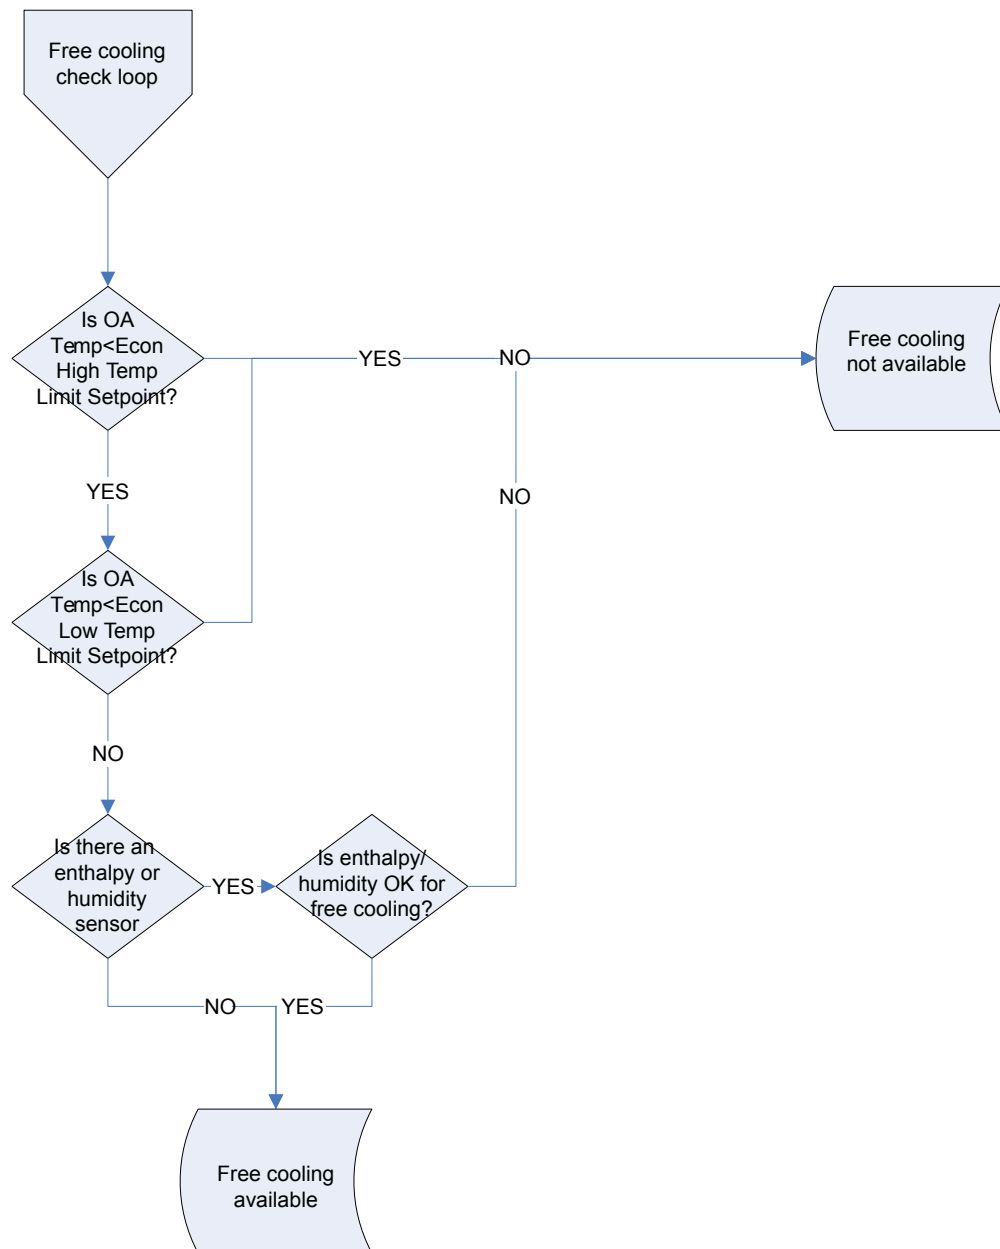 Free cooling
check loop
Is OA
Temp<Econ
High Temp
Limit Setpoint?
YES
NO
Free cooling
not available
YES
NO
Is OA
Temp<Econ
Low Temp
Limit Setpoint?
NO
Is there an
enthalpy or
humidity
sensor
YES
Is enthalpy/
humidity OK for
free cooling?
NO
YES
Free cooling
available